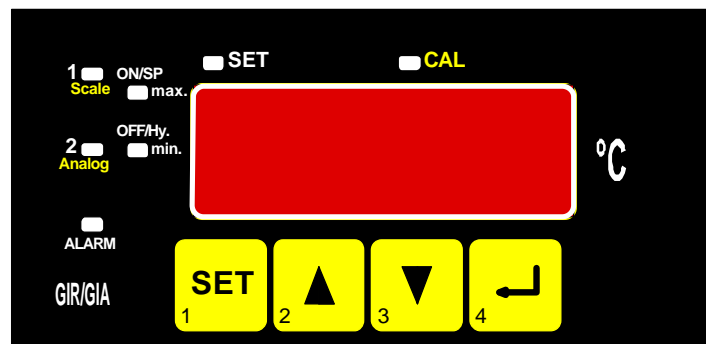 SET CAL
1 ON/SP
Scale max.
OFF/Hy.
2 min.
Analog
°C
ALARM
GIR/GIA
SET
1 2 3 4